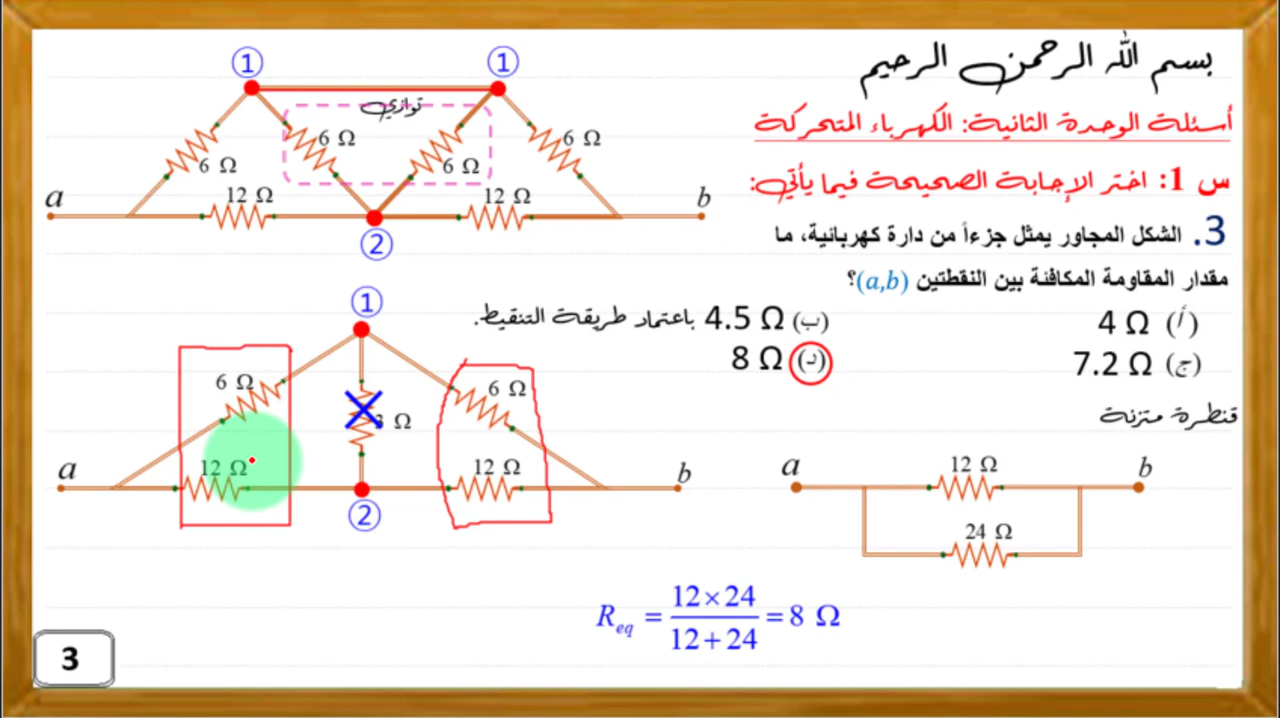 بسم الله الرحمن الرحيم
أسئلة الوحدة الثانية: الكهرباء المتحركة
س 1: اختر الإجابة الصحيحة فيما يأتي:
3. الشكل المجاور يمثل جزءاً من دارة كهربائية، ما
مقدار المقاومة المكافئة بين النقطتين (a,b)؟
(أ) 4 Ω (ب) 4.5 Ω باعتماد طريقة التنقيط.
(ج) 7.2 Ω (د) 8 Ω
قنطرة متزنة
① ①
توازي
6 Ω 6 Ω 6 Ω 6 Ω
a 12 Ω 12 Ω b
②
①
6 Ω 6 Ω
Ω
a 12 Ω 12 Ω b
②
a 12 Ω b
24 Ω
R_eq = 12×24 / 12+24 = 8 Ω
3